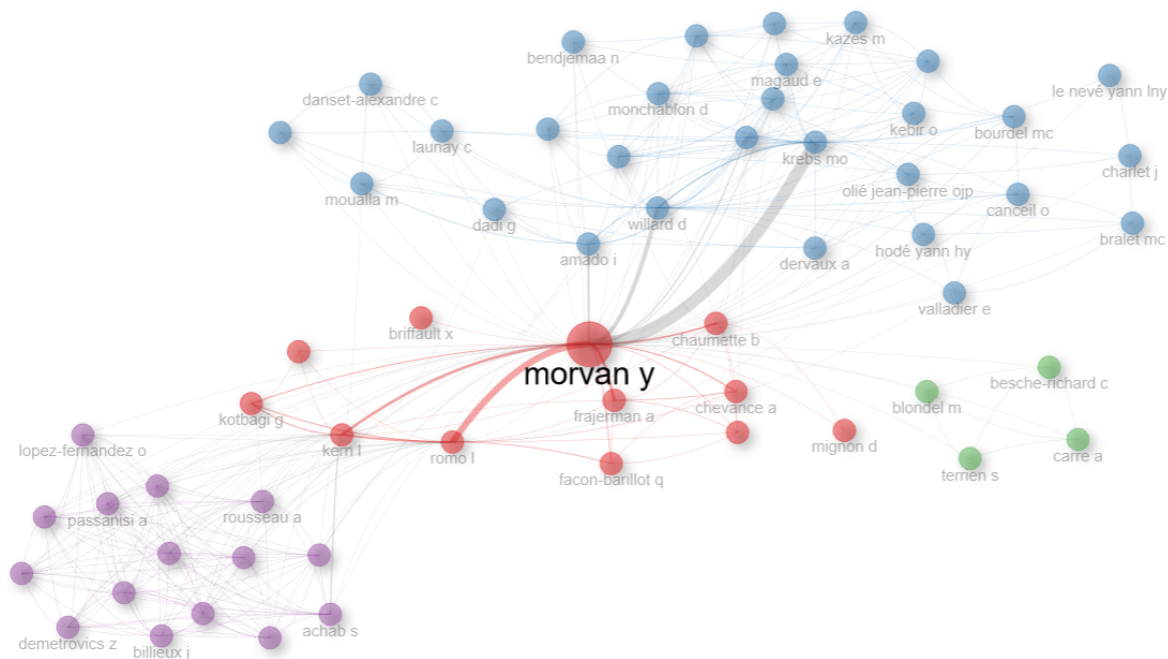 kazes m
bendjemaa n
magaud e
le nevé yann lny
danset-alexandre c
monchablon d
kebir o
bourdel mc
launay c
krebs mo
charlet j
olié jean-pierre ojp
moualla m
canceil o
dadi g
willard d
bralet mc
hodé yann hy
amado i
dervaux a
valladier e
briffault x
chaumette b
morvan y
besche-richard c
blondel m
chevance a
kotbagi g
frajerman a
mignon d
carre a
lopez-fernandez o
kern l
romo l
terrien s
facon-barillot q
passanisi a
rousseau a
achab s
demetrovics z
billieux j